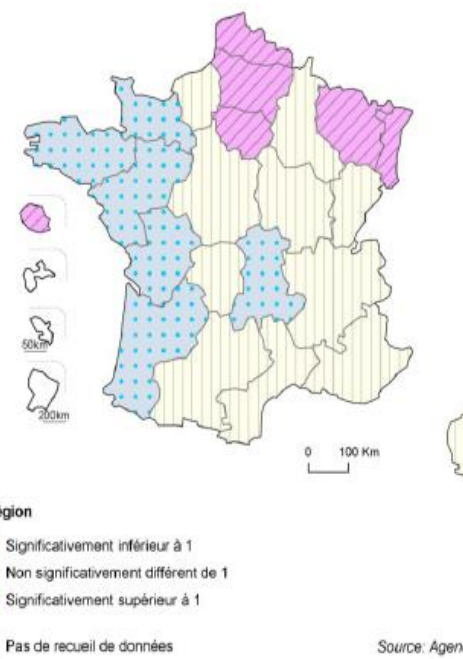 50km
200km
0 100 Km
égion
Significativement inférieur à 1
Non significativement différent de 1
Significativement supérieur à 1
Pas de recueil de données
Source: Agen